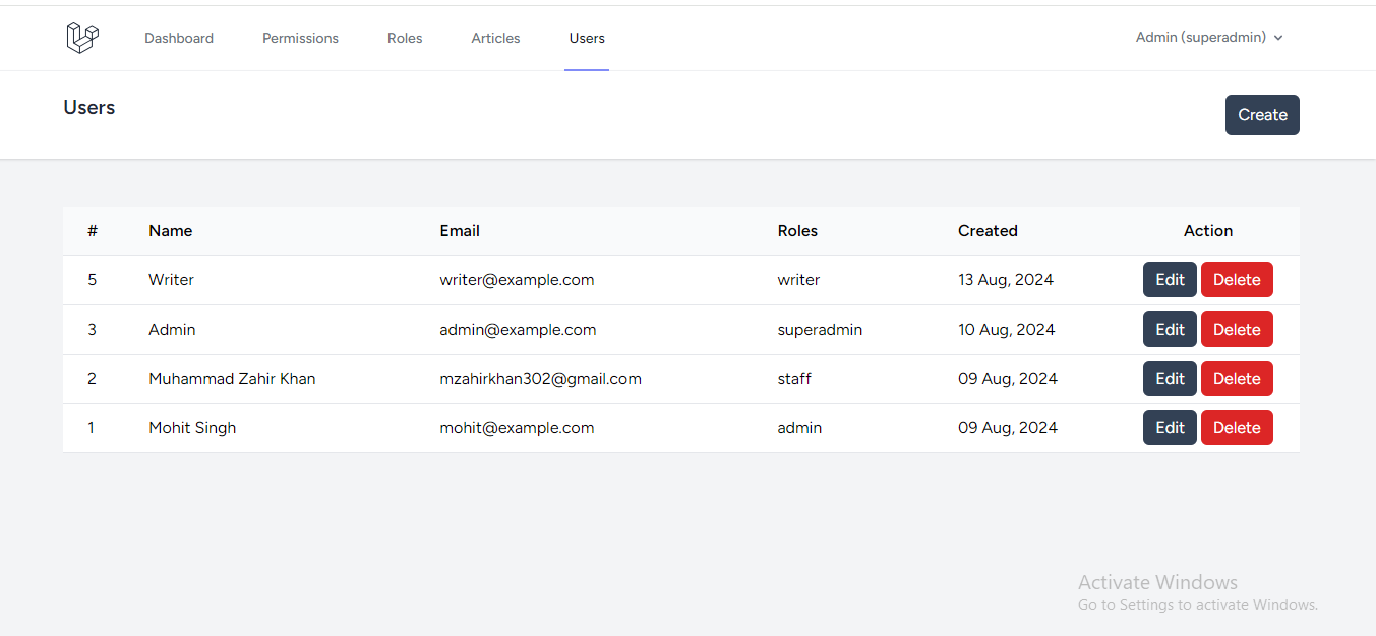 Dashboard Permissions Roles Articles Users Admin (superadmin)
Users
Create
# Name Email Roles Created Action
5 Writer writer@example.com writer 13 Aug, 2024 Edit Delete
3 Admin admin@example.com superadmin 10 Aug, 2024 Edit Delete
2 Muhammad Zahir Khan mzahirkhan302@gmail.com staff 09 Aug, 2024 Edit Delete
1 Mohit Singh mohit@example.com admin 09 Aug, 2024 Edit Delete
Activate Windows
Go to Settings to activate Windows.